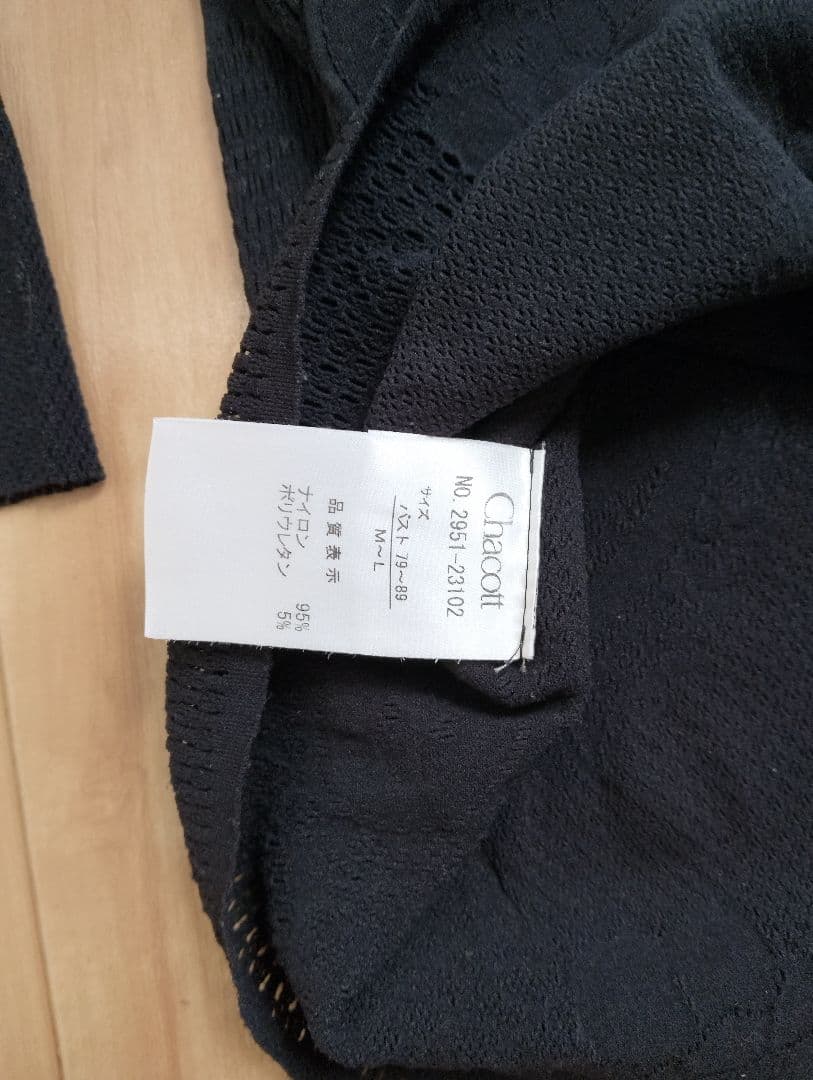 Chacott
NO. 2951-23102
サイズ
バスト 79～89
M～L
品質表示
ナイロン 95%
ポリウレタン 5%